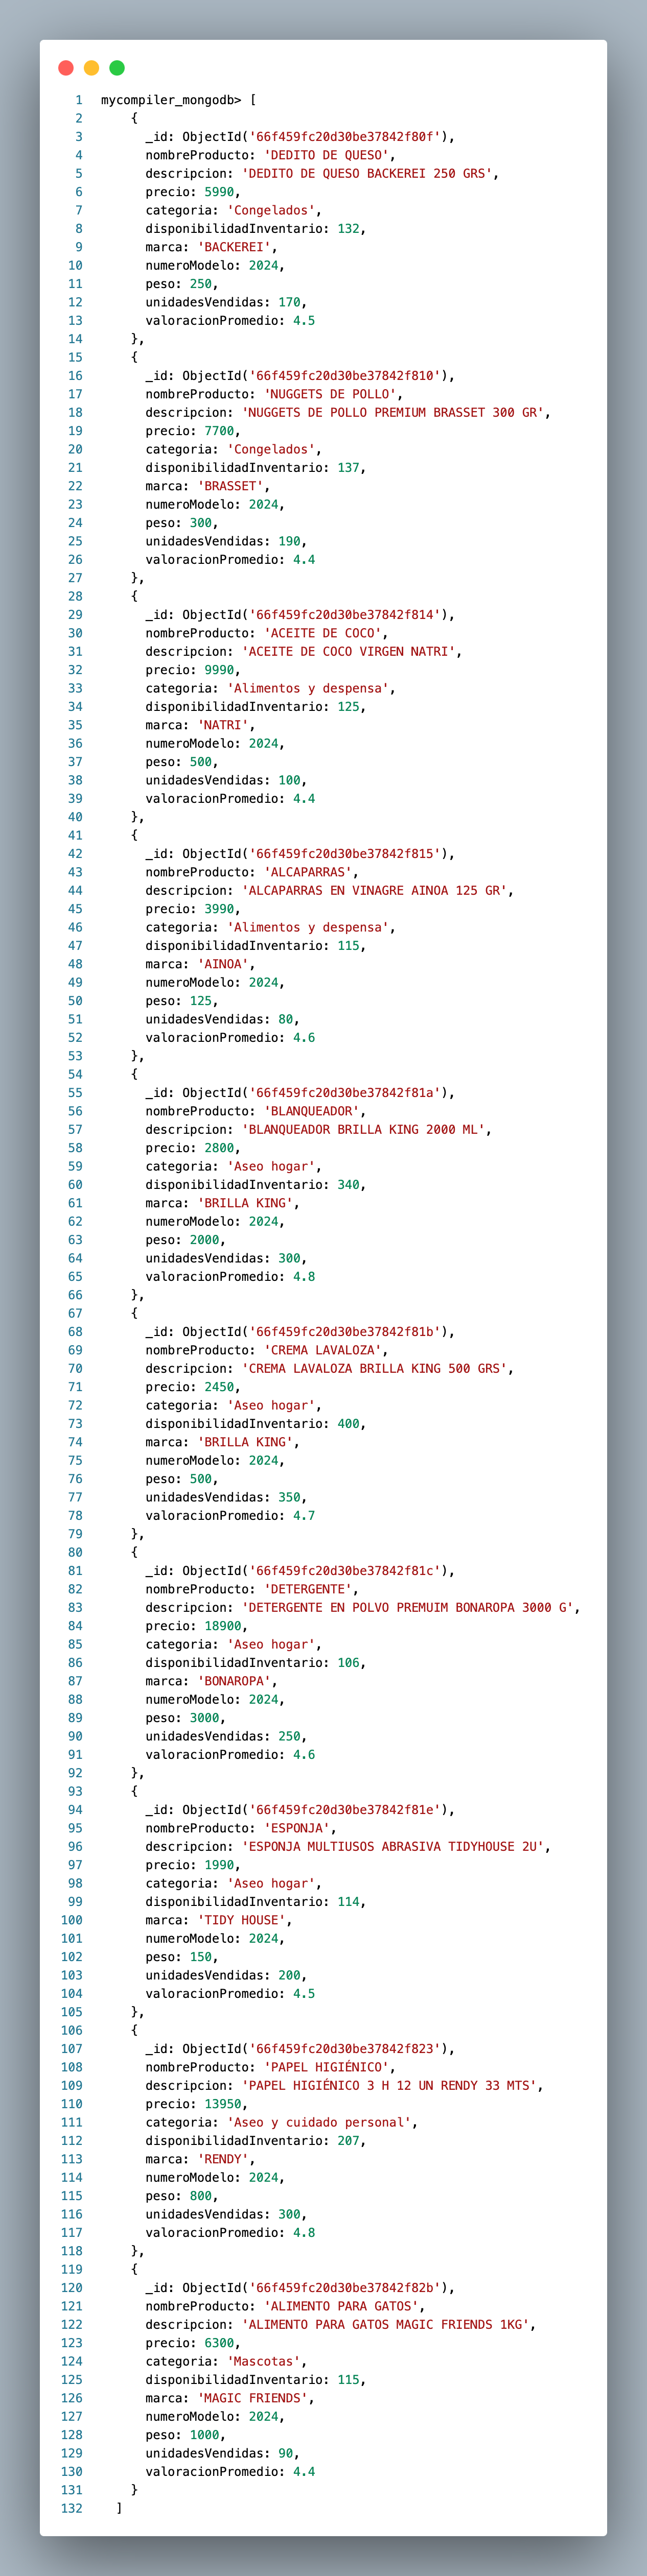 1 mycompiler_mongodb> [
2 {
3 _id: ObjectId('66f459fc20d30be37842f80f'),
4 nombreProducto: 'DEDITO DE QUESO',
5 descripcion: 'DEDITO DE QUESO BACKEREI 250 GRS',
6 precio: 5990,
7 categoria: 'Congelados',
8 disponibilidadInventario: 132,
9 marca: 'BACKEREI',
10 numeroModelo: 2024,
11 peso: 250,
12 unidadesVendidas: 170,
13 valoracionPromedio: 4.5
14 },
15 {
16 _id: ObjectId('66f459fc20d30be37842f810'),
17 nombreProducto: 'NUGGETS DE POLLO',
18 descripcion: 'NUGGETS DE POLLO PREMIUM BRASSET 300 GR',
19 precio: 7700,
20 categoria: 'Congelados',
21 disponibilidadInventario: 137,
22 marca: 'BRASSET',
23 numeroModelo: 2024,
24 peso: 300,
25 unidadesVendidas: 190,
26 valoracionPromedio: 4.4
27 },
28 {
29 _id: ObjectId('66f459fc20d30be37842f814'),
30 nombreProducto: 'ACEITE DE COCO',
31 descripcion: 'ACEITE DE COCO VIRGEN NATRI',
32 precio: 9990,
33 categoria: 'Alimentos y despensa',
34 disponibilidadInventario: 125,
35 marca: 'NATRI',
36 numeroModelo: 2024,
37 peso: 500,
38 unidadesVendidas: 100,
39 valoracionPromedio: 4.4
40 },
41 {
42 _id: ObjectId('66f459fc20d30be37842f815'),
43 nombreProducto: 'ALCAPARRAS',
44 descripcion: 'ALCAPARRAS EN VINAGRE AINOA 125 GR',
45 precio: 3990,
46 categoria: 'Alimentos y despensa',
47 disponibilidadInventario: 115,
48 marca: 'AINOA',
49 numeroModelo: 2024,
50 peso: 125,
51 unidadesVendidas: 80,
52 valoracionPromedio: 4.6
53 },
54 {
55 _id: ObjectId('66f459fc20d30be37842f81a'),
56 nombreProducto: 'BLANQUEADOR',
57 descripcion: 'BLANQUEADOR BRILLA KING 2000 ML',
58 precio: 2800,
59 categoria: 'Aseo hogar',
60 disponibilidadInventario: 340,
61 marca: 'BRILLA KING',
62 numeroModelo: 2024,
63 peso: 2000,
64 unidadesVendidas: 300,
65 valoracionPromedio: 4.8
66 },
67 {
68 _id: ObjectId('66f459fc20d30be37842f81b'),
69 nombreProducto: 'CREMA LAVALOZA',
70 descripcion: 'CREMA LAVALOZA BRILLA KING 500 GRS',
71 precio: 2450,
72 categoria: 'Aseo hogar',
73 disponibilidadInventario: 400,
74 marca: 'BRILLA KING',
75 numeroModelo: 2024,
76 peso: 500,
77 unidadesVendidas: 350,
78 valoracionPromedio: 4.7
79 },
80 {
81 _id: ObjectId('66f459fc20d30be37842f81c'),
82 nombreProducto: 'DETERGENTE',
83 descripcion: 'DETERGENTE EN POLVO PREMUIM BONAROPA 3000 G',
84 precio: 18900,
85 categoria: 'Aseo hogar',
86 disponibilidadInventario: 106,
87 marca: 'BONAROPA',
88 numeroModelo: 2024,
89 peso: 3000,
90 unidadesVendidas: 250,
91 valoracionPromedio: 4.6
92 },
93 {
94 _id: ObjectId('66f459fc20d30be37842f81e'),
95 nombreProducto: 'ESPONJA',
96 descripcion: 'ESPONJA MULTIUSOS ABRASIVA TIDYHOUSE 2U',
97 precio: 1990,
98 categoria: 'Aseo hogar',
99 disponibilidadInventario: 114,
100 marca: 'TIDY HOUSE',
101 numeroModelo: 2024,
102 peso: 150,
103 unidadesVendidas: 200,
104 valoracionPromedio: 4.5
105 },
106 {
107 _id: ObjectId('66f459fc20d30be37842f823'),
108 nombreProducto: 'PAPEL HIGIÉNICO',
109 descripcion: 'PAPEL HIGIÉNICO 3 H 12 UN RENDY 33 MTS',
110 precio: 13950,
111 categoria: 'Aseo y cuidado personal',
112 disponibilidadInventario: 207,
113 marca: 'RENDY',
114 numeroModelo: 2024,
115 peso: 800,
116 unidadesVendidas: 300,
117 valoracionPromedio: 4.8
118 },
119 {
120 _id: ObjectId('66f459fc20d30be37842f82b'),
121 nombreProducto: 'ALIMENTO PARA GATOS',
122 descripcion: 'ALIMENTO PARA GATOS MAGIC FRIENDS 1KG',
123 precio: 6300,
124 categoria: 'Mascotas',
125 disponibilidadInventario: 115,
126 marca: 'MAGIC FRIENDS',
127 numeroModelo: 2024,
128 peso: 1000,
129 unidadesVendidas: 90,
130 valoracionPromedio: 4.4
131 }
132 ]